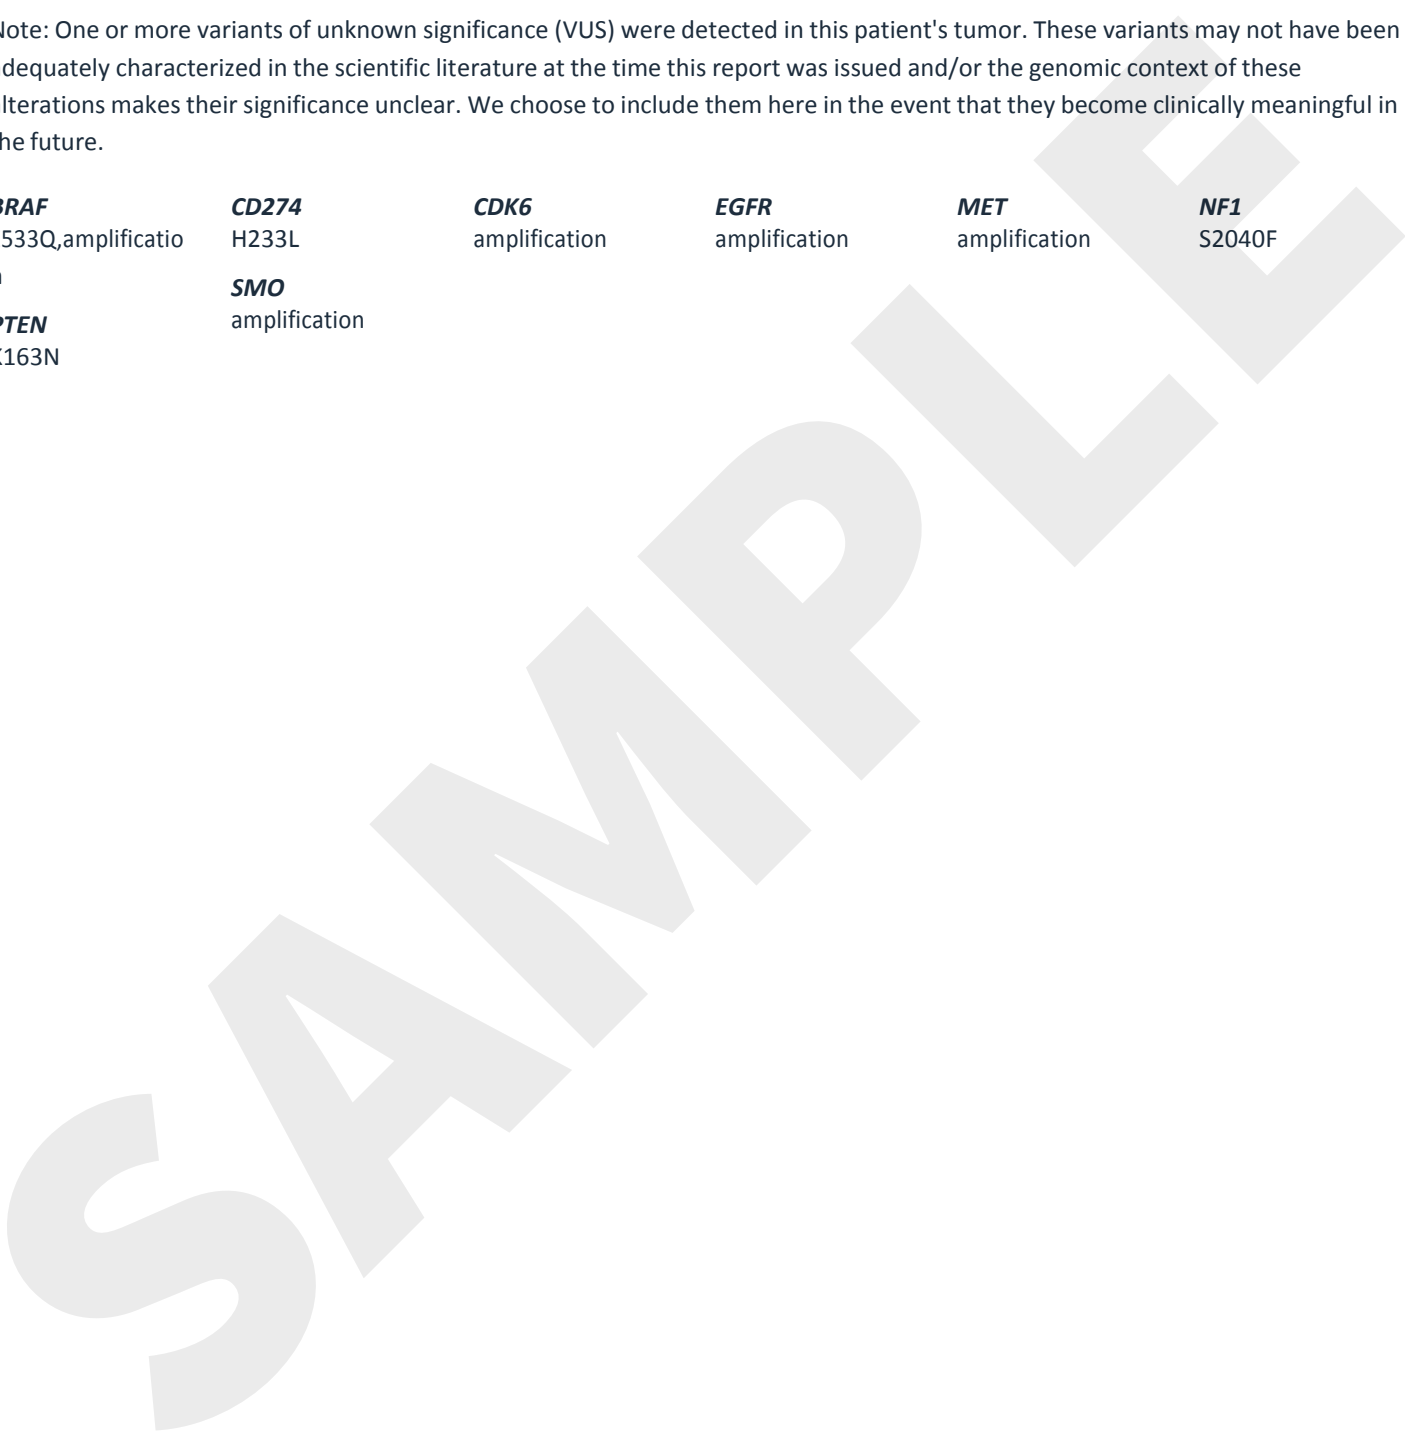 Note: One or more variants of unknown significance (VUS) were detected in this patient's tumor. These variants may not have been
dequately characterized in the scientific literature at the time this report was issued and/or the genomic context of these
lterations makes their significance unclear. We choose to include them here in the event that they become clinically meaningful in
he future.
BRAF CD274 CDK6 EGFR MET NF1
533Q,amplificatio H233L amplification amplification amplification S2040F
n
SMO
PTEN amplification
K163N
SAMPLE